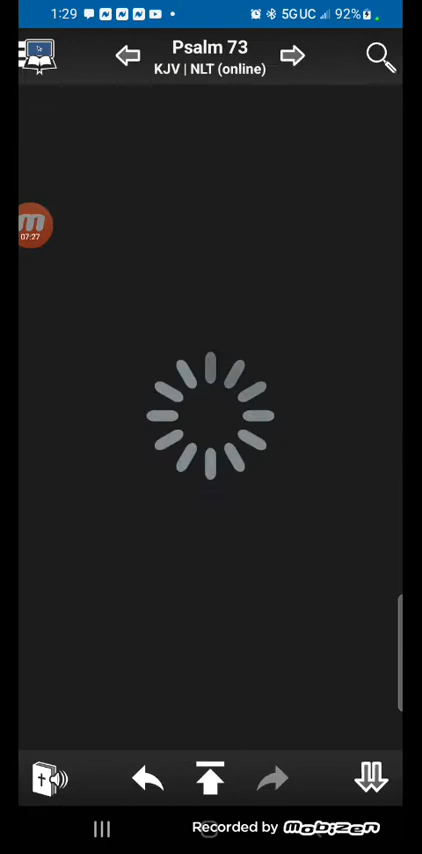 1:29 5GUC 92%
Psalm 73
KJV | NLT (online)
07:27
Recorded by mobizen